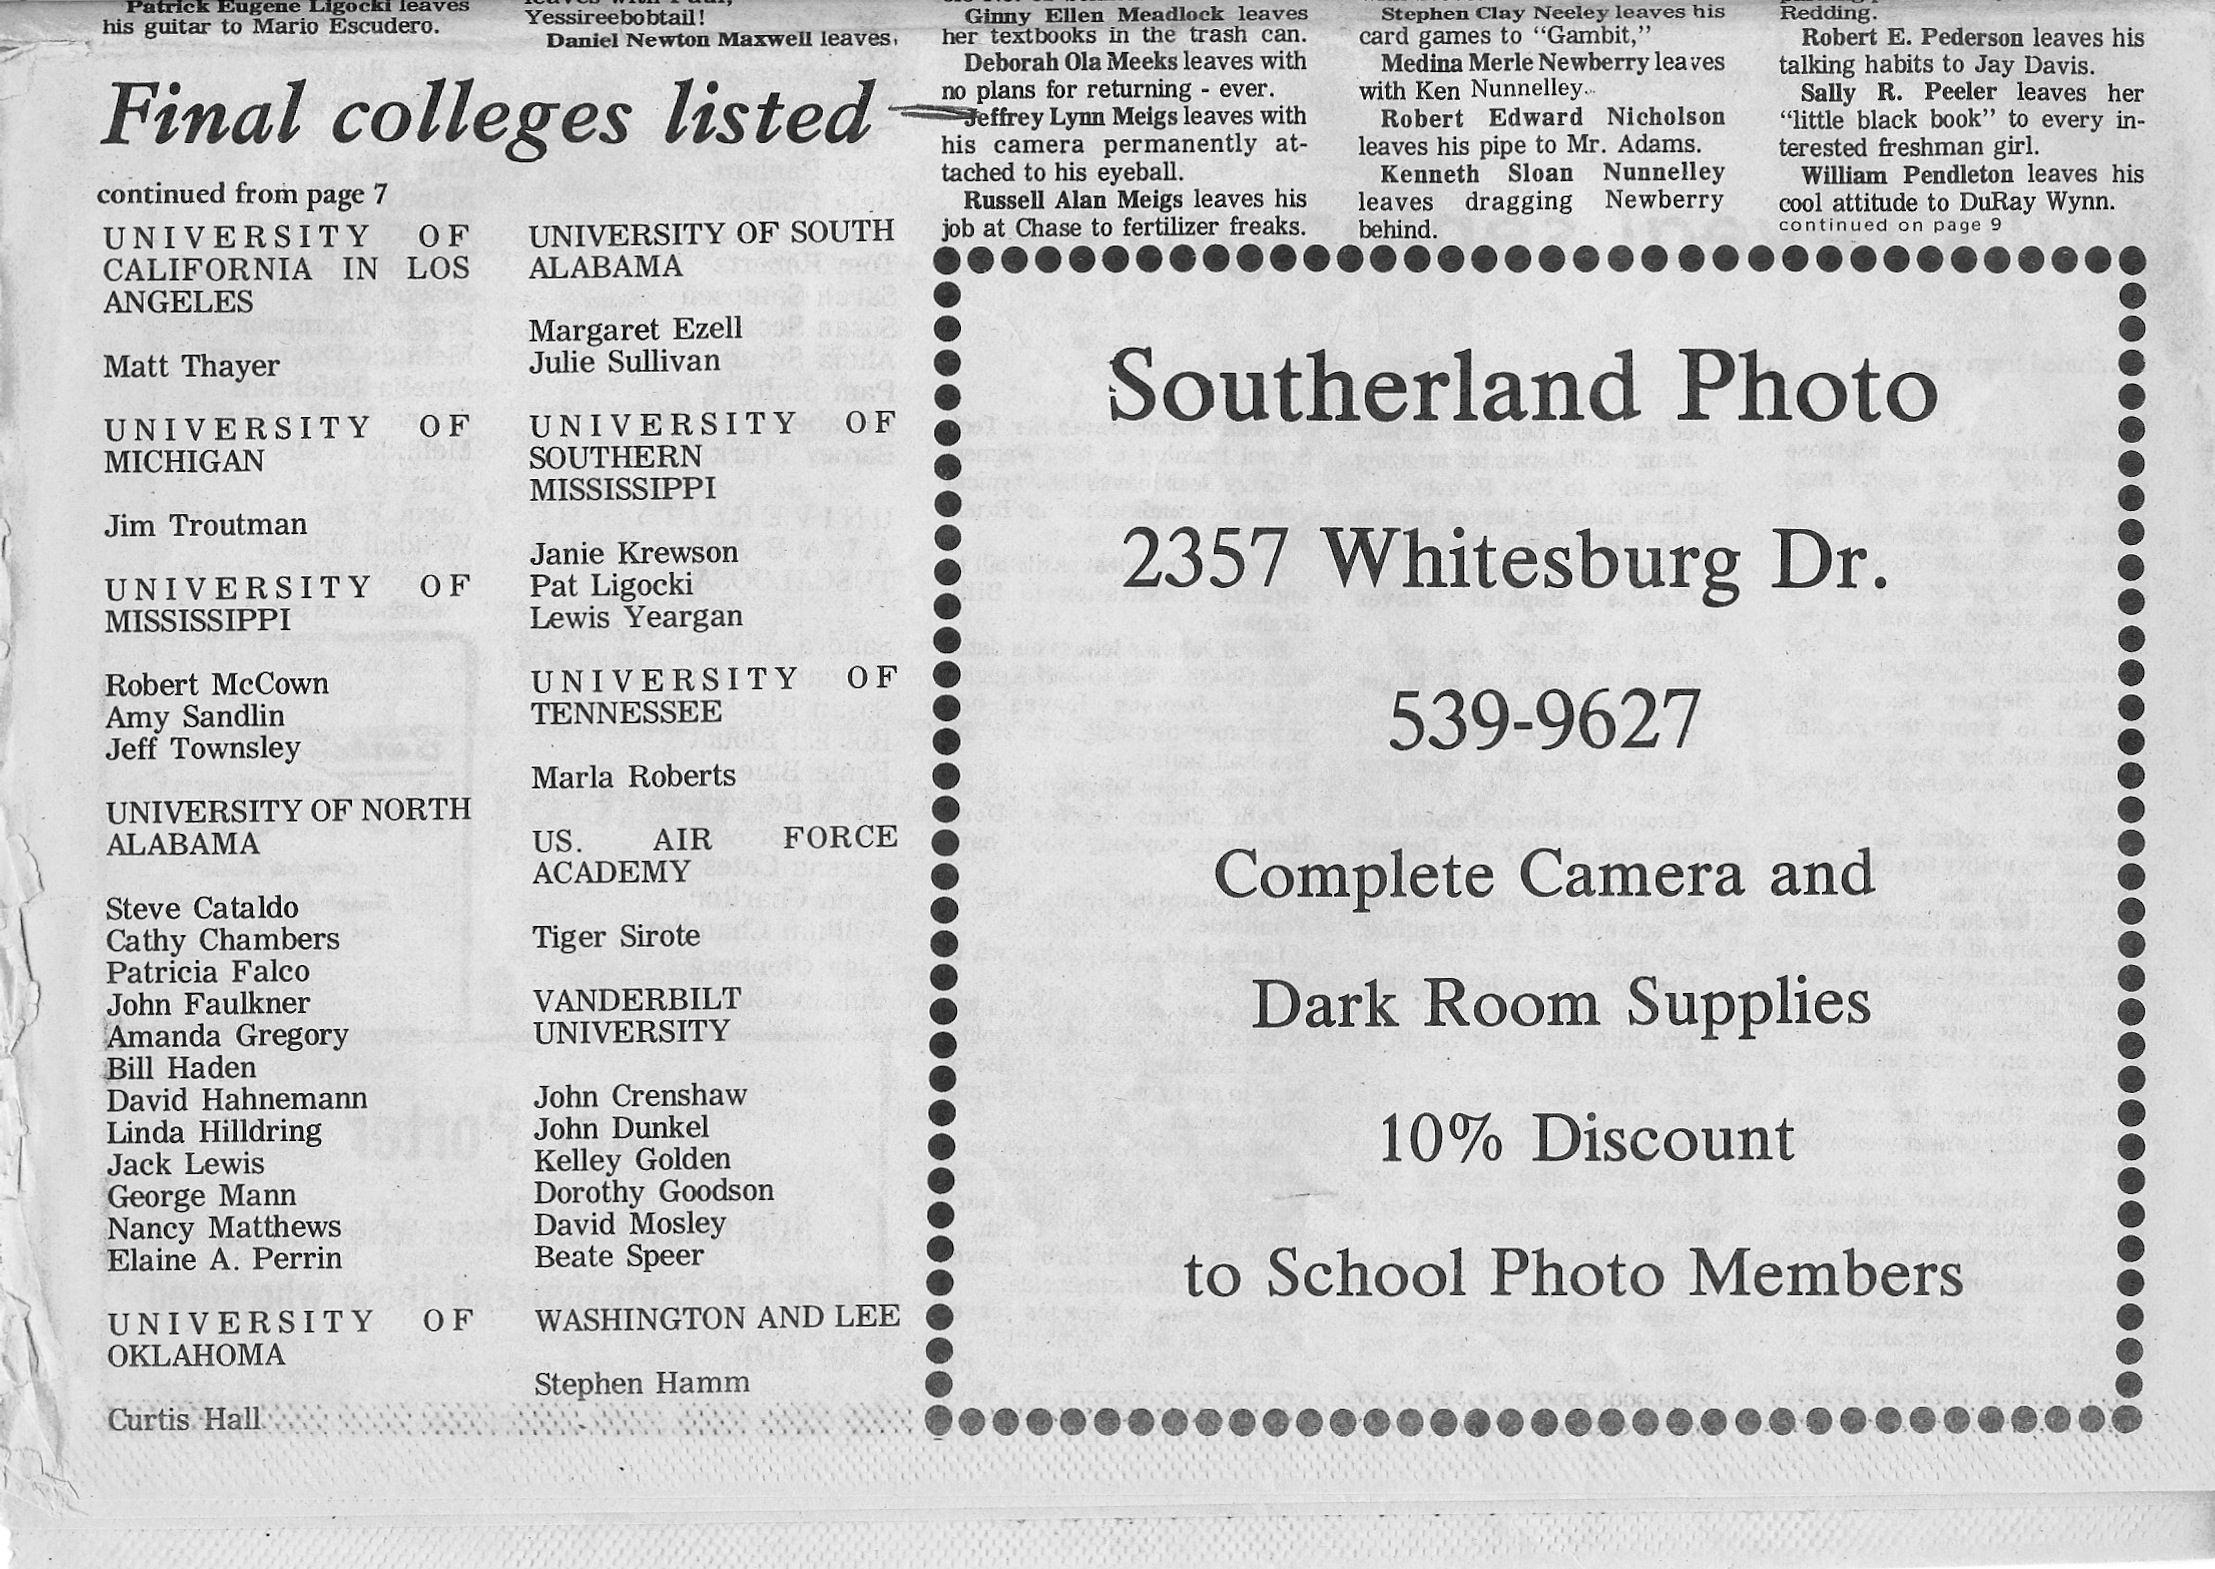 Patrick Eugene Ligocki leaves
his guitar to Mario Escudero.
Yessireebobtail!
Daniel Newton Maxwell leaves,
Ginny Ellen Meadlock leaves
her textbooks in the trash can.
Deborah Ola Meeks leaves with
no plans for returning - ever.
Jeffrey Lynn Meigs leaves with
his camera permanently at-
tached to his eyeball.
Russell Alan Meigs leaves his
job at Chase to fertilizer freaks.
Stephen Clay Neeley leaves his
card games to "Gambit,"
Medina Merle Newberry leaves
with Ken Nunnelley.
Robert Edward Nicholson
leaves his pipe to Mr. Adams.
Kenneth Sloan Nunnelley
leaves dragging Newberry
behind.
Redding.
Robert E. Pederson leaves his
talking habits to Jay Davis.
Sally R. Peeler leaves her
"little black book" to every in-
terested freshman girl.
William Pendleton leaves his
cool attitude to DuRay Wynn.
continued on page 9
Final colleges listed
continued from page 7
UNIVERSITY OF
CALIFORNIA IN LOS
ANGELES
Matt Thayer
UNIVERSITY OF
MICHIGAN
Jim Troutman
UNIVERSITY OF
MISSISSIPPI
Robert McCown
Amy Sandlin
Jeff Townsley
UNIVERSITY OF NORTH
ALABAMA
Steve Cataldo
Cathy Chambers
Patricia Falco
John Faulkner
Amanda Gregory
Bill Haden
David Hahnemann
Linda Hilldring
Jack Lewis
George Mann
Nancy Matthews
Elaine A. Perrin
UNIVERSITY OF
OKLAHOMA
Curtis Hall
UNIVERSITY OF SOUTH
ALABAMA
Margaret Ezell
Julie Sullivan
UNIVERSITY OF
SOUTHERN
MISSISSIPPI
Janie Krewson
Pat Ligocki
Lewis Yeargan
UNIVERSITY OF
TENNESSEE
Marla Roberts
US. AIR FORCE
ACADEMY
Tiger Sirote
VANDERBILT
UNIVERSITY
John Crenshaw
John Dunkel
Kelley Golden
Dorothy Goodson
David Mosley
Beate Speer
WASHINGTON AND LEE
Stephen Hamm
Southerland Photo
2357 Whitesburg Dr.
539-9627
Complete Camera and
Dark Room Supplies
10% Discount
to School Photo Members